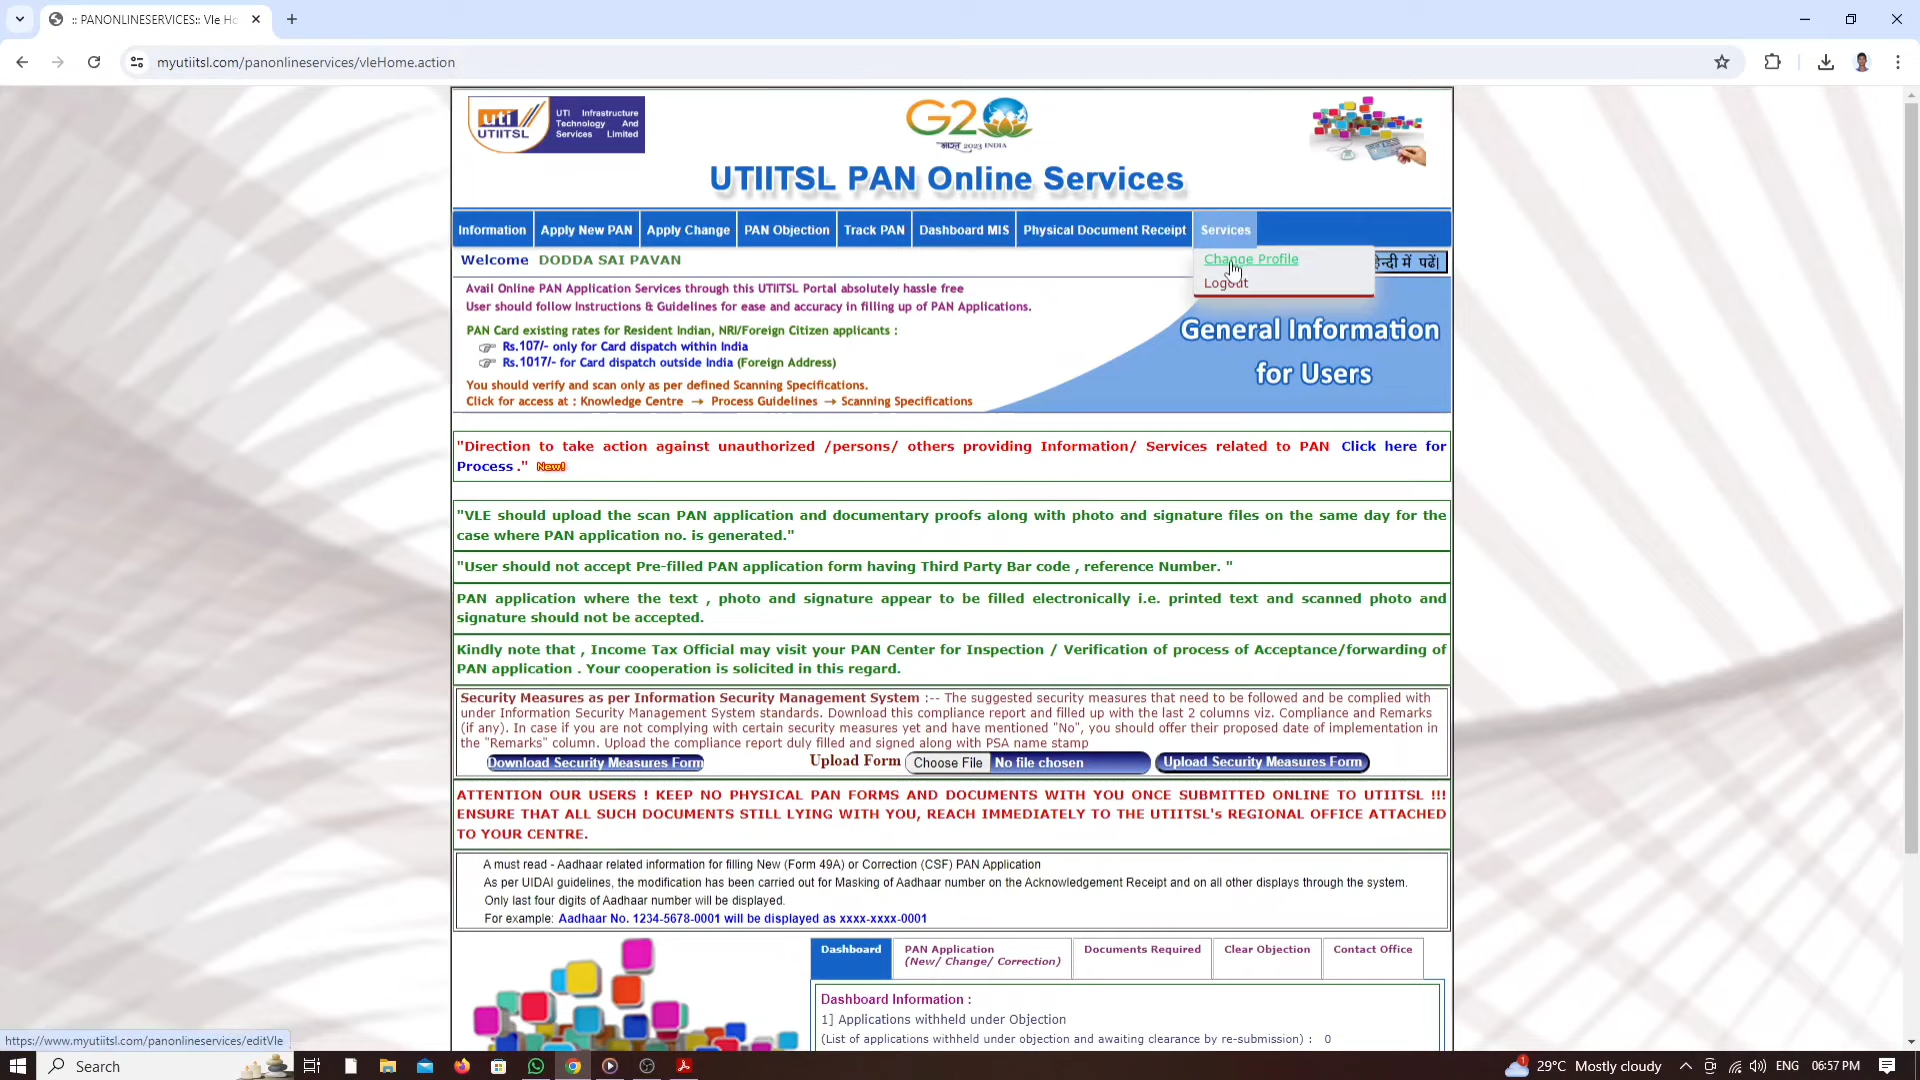 :: PANONLINESERVICES:: Vle Ho
myutiitsl.com/panonlineservices/vleHome.action
uti
UTIITSL
UTI Infrastructure
Technology And
Services Limited
G20
भारत 2023 INDIA
UTIITSL PAN Online Services
Information
Apply New PAN
Apply Change
PAN Objection
Track PAN
Dashboard MIS
Physical Document Receipt
Services
Welcome DODDA SAI PAVAN
Change Profile
Logout
हिन्दी में पढें|
Avail Online PAN Application Services through this UTIITSL Portal absolutely hassle free
User should follow Instructions & Guidelines for ease and accuracy in filling up of PAN Applications.
PAN Card existing rates for Resident Indian, NRI/Foreign Citizen applicants :
Rs.107/- only for Card dispatch within India
Rs.1017/- for Card dispatch outside India (Foreign Address)
You should verify and scan only as per defined Scanning Specifications.
Click for access at : Knowledge Centre → Process Guidelines → Scanning Specifications
General Information
for Users
"Direction to take action against unauthorized /persons/ others providing Information/ Services related to PAN Click here for
Process ." New!
"VLE should upload the scan PAN application and documentary proofs along with photo and signature files on the same day for the
case where PAN application no. is generated."
"User should not accept Pre-filled PAN application form having Third Party Bar code , reference Number. "
PAN application where the text , photo and signature appear to be filled electronically i.e. printed text and scanned photo and
signature should not be accepted.
Kindly note that , Income Tax Official may visit your PAN Center for Inspection / Verification of process of Acceptance/forwarding of
PAN application . Your cooperation is solicited in this regard.
Security Measures as per Information Security Management System :-- The suggested security measures that need to be followed and be complied with
under Information Security Management System standards. Download this compliance report and filled up with the last 2 columns viz. Compliance and Remarks
(if any). In case if you are not complying with certain security measures yet and have mentioned "No", you should offer their proposed date of implementation in
the "Remarks" column. Upload the compliance report duly filled and signed along with PSA name stamp
Download Security Measures Form
Upload Form
Choose File
No file chosen
Upload Security Measures Form
ATTENTION OUR USERS ! KEEP NO PHYSICAL PAN FORMS AND DOCUMENTS WITH YOU ONCE SUBMITTED ONLINE TO UTIITSL !!!
ENSURE THAT ALL SUCH DOCUMENTS STILL LYING WITH YOU, REACH IMMEDIATELY TO THE UTIITSL's REGIONAL OFFICE ATTACHED
TO YOUR CENTRE.
A must read - Aadhaar related information for filling New (Form 49A) or Correction (CSF) PAN Application
As per UIDAI guidelines, the modification has been carried out for Masking of Aadhaar number on the Acknowledgement Receipt and on all other displays through the system.
Only last four digits of Aadhaar number will be displayed.
For example: Aadhaar No. 1234-5678-0001 will be displayed as xxxx-xxxx-0001
Dashboard
PAN Application
(New/ Change/ Correction)
Documents Required
Clear Objection
Contact Office
Dashboard Information :
1] Applications withheld under Objection
(List of applications withheld under objection and awaiting clearance by re-submission) : 0
https://www.myutiitsl.com/panonlineservices/editVle
Search
1
29°C Mostly cloudy
ENG
06:57 PM